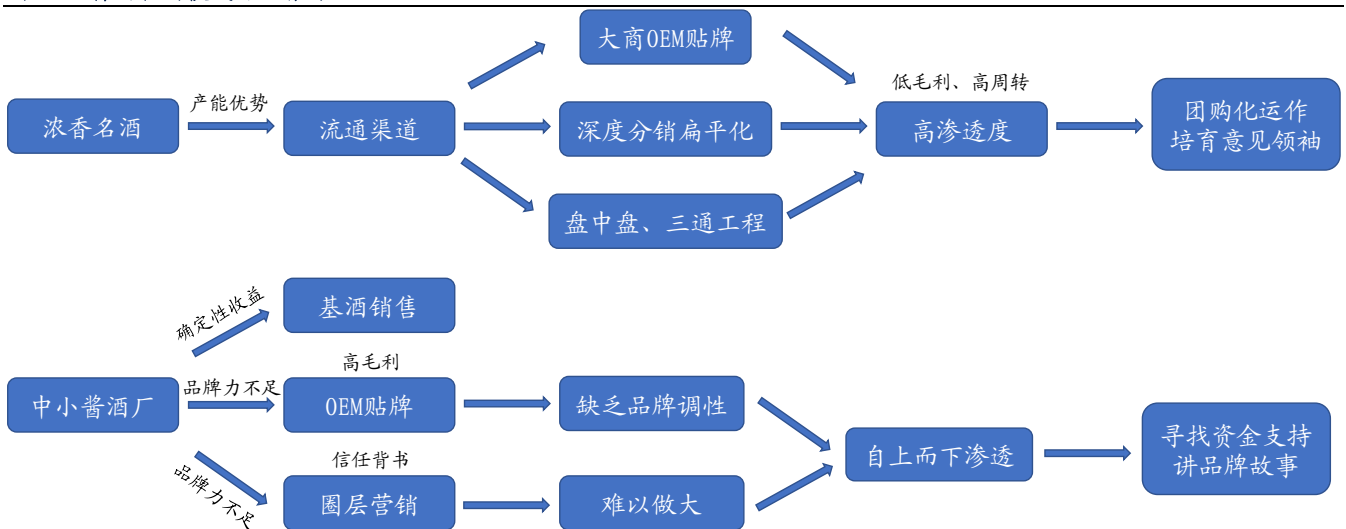 大商OEM贴牌
低毛利、高周转
产能优势
浓香名酒
流通渠道
深度分销扁平化
高渗透度
团购化运作
培育意见领袖
盘中盘、三通工程
确定性收益
基酒销售
高毛利
品牌力不足
中小酱酒厂
OEM贴牌
缺乏品牌调性
自上而下渗透
寻找资金支持
讲品牌故事
信任背书
品牌力不足
圈层营销
难以做大